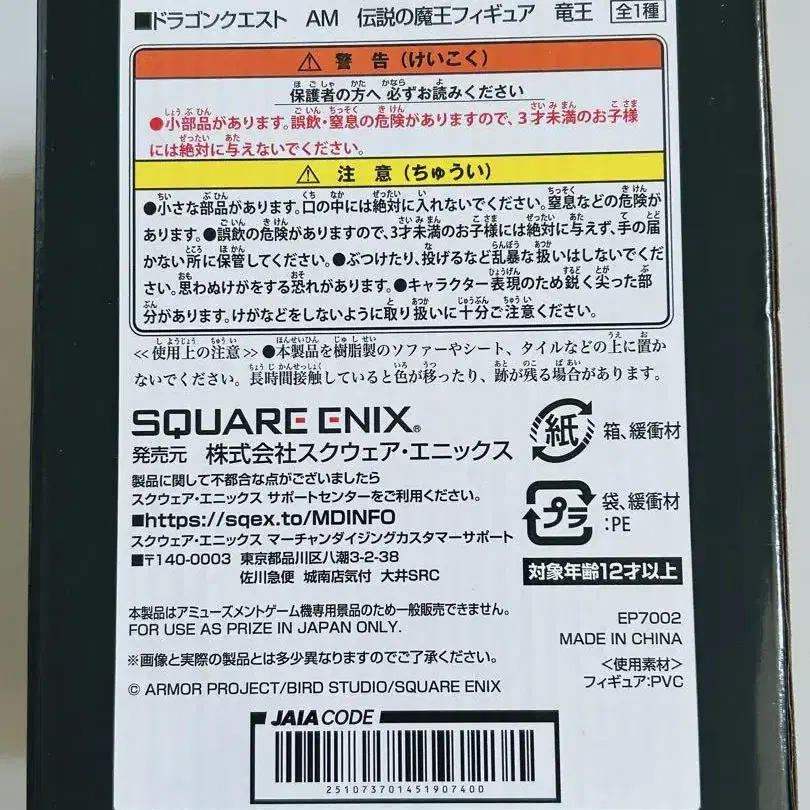 ■ドラゴンクエスト AM 伝説の魔王フィギュア 竜王 全1種
⚠ 警告(けいこく)
保護者の方へ 必ずお読みください
●小部品があります。誤飲・窒息の危険がありますので、3才未満のお子様
には絶対に与えないでください。
⚠ 注意(ちゅうい)
●小さな部品があります。口の中には絶対に入れないでください。窒息などの危険が
あります。●誤飲の危険がありますので、3才未満のお子様には絶対に与えず、手の届
かない所に保管してください。●ぶつけたり、投げるなど乱暴な扱いはしないでくだ
さい。思わぬけがをする恐れがあります。●キャラクター表現のため鋭く尖った部
分があります。けがなどをしないように取り扱いに十分ご注意ください。
≪使用上の注意≫●本製品を樹脂製のソファーやシート、タイルなどの上に置か
ないでください。長時間接触していると色が移ったり、跡が残る場合があります。
SQUARE ENIX®
発売元 株式会社スクウェア・エニックス
製品に関して不都合な点がございましたら
スクウェア・エニックス サポートセンターをご利用ください。
■https://sqex.to/MDINFO
スクウェア・エニックス マーチャンダイジングカスタマーサポート
■〒140-0003 東京都品川区八潮3-2-38
佐川急便 城南店気付 大井SRC
紙 箱、緩衝材
プラ 袋、緩衝材
:PE
対象年齢12才以上
本製品はアミューズメントゲーム機専用景品のため一般販売できません。
FOR USE AS PRIZE IN JAPAN ONLY.
※画像と実際の製品とは多少異なりますのでご了承ください。
© ARMOR PROJECT/BIRD STUDIO/SQUARE ENIX
EP7002
MADE IN CHINA
<使用素材>
フィギュア:PVC
JAIA CODE
251073701451907400